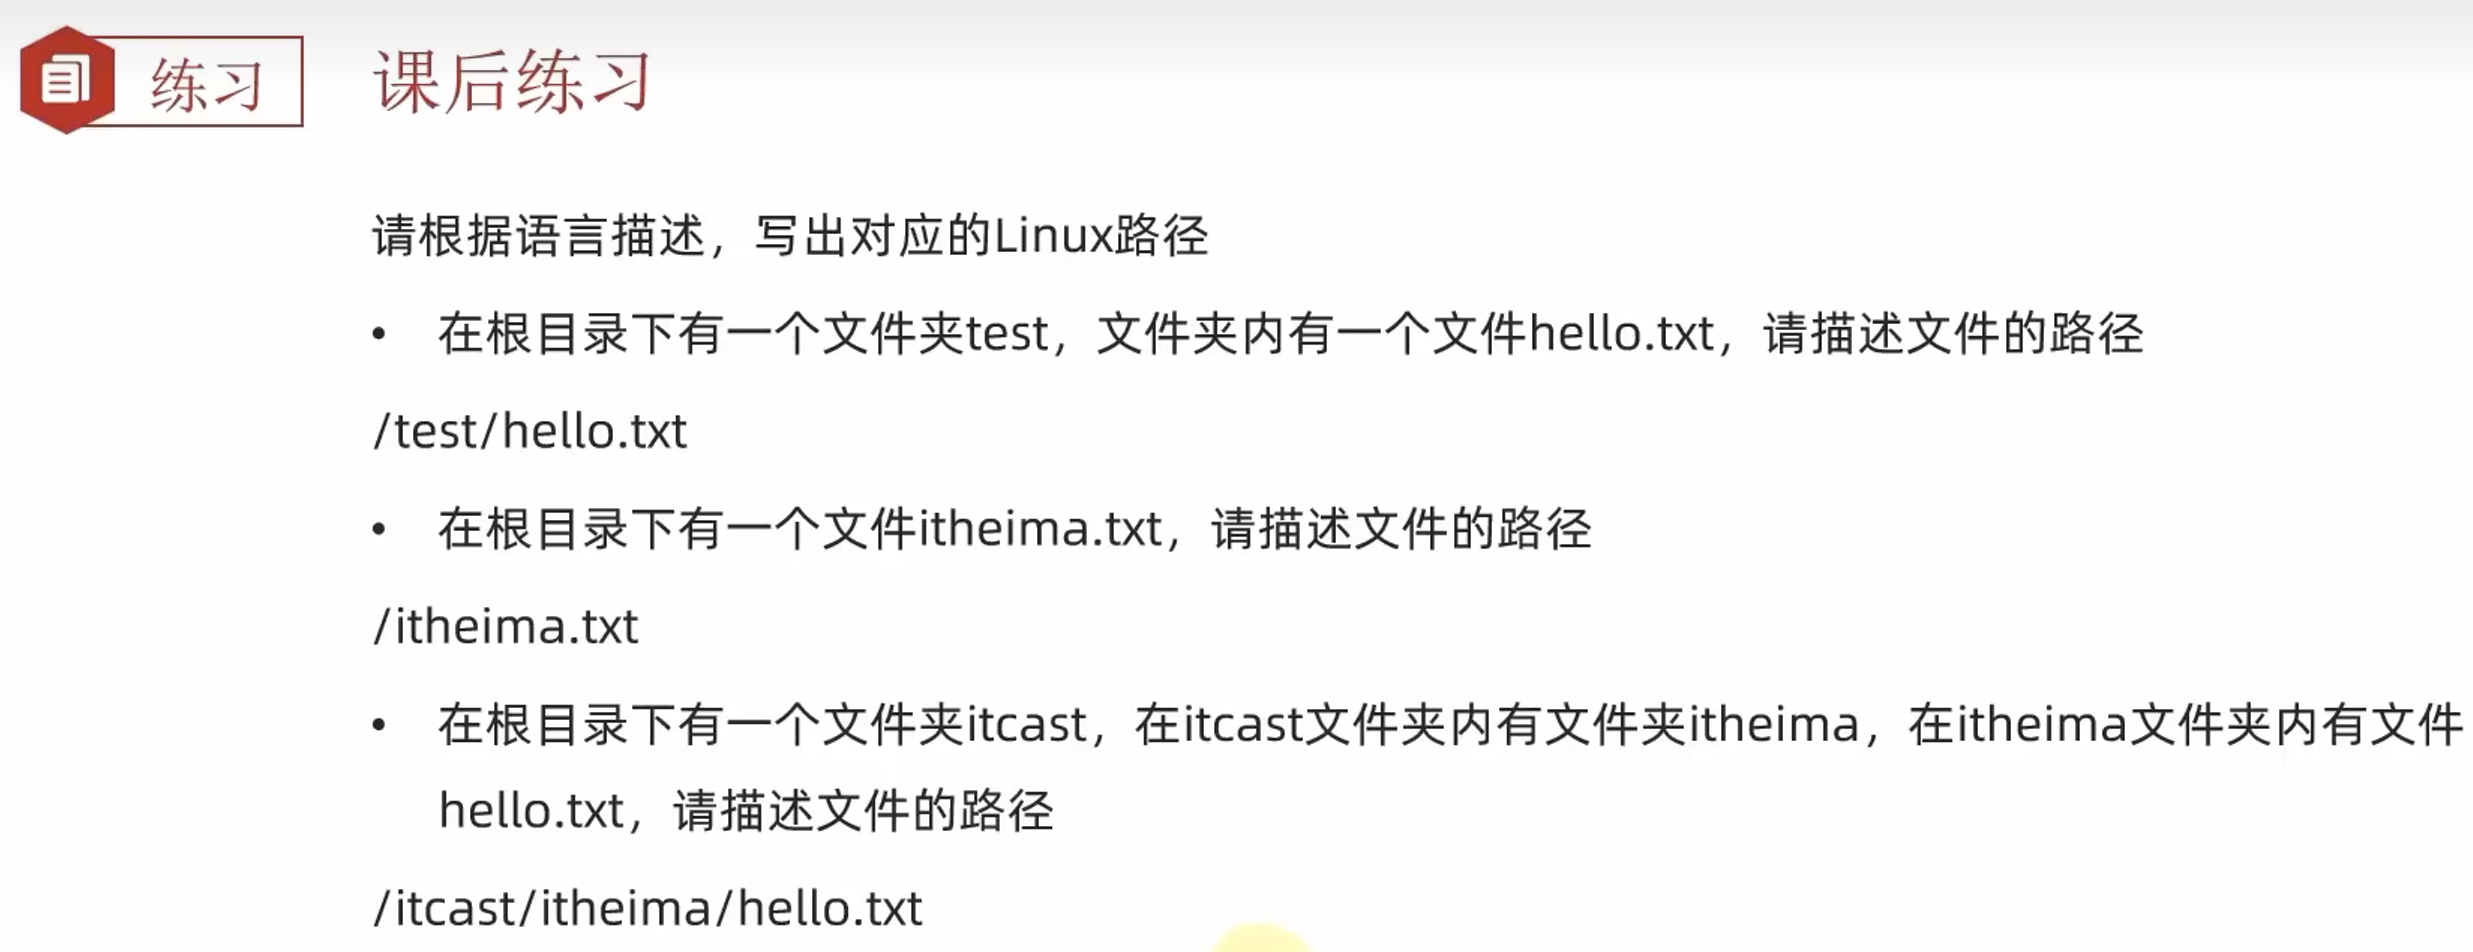 练习
课后练习
请根据语言描述，写出对应的Linux路径
• 在根目录下有一个文件夹test，文件夹内有一个文件hello.txt，请描述文件的路径
/test/hello.txt
• 在根目录下有一个文件itheima.txt，请描述文件的路径
/itheima.txt
• 在根目录下有一个文件夹itcast，在itcast文件夹内有文件夹itheima，在itheima文件夹内有文件
hello.txt，请描述文件的路径
/itcast/itheima/hello.txt